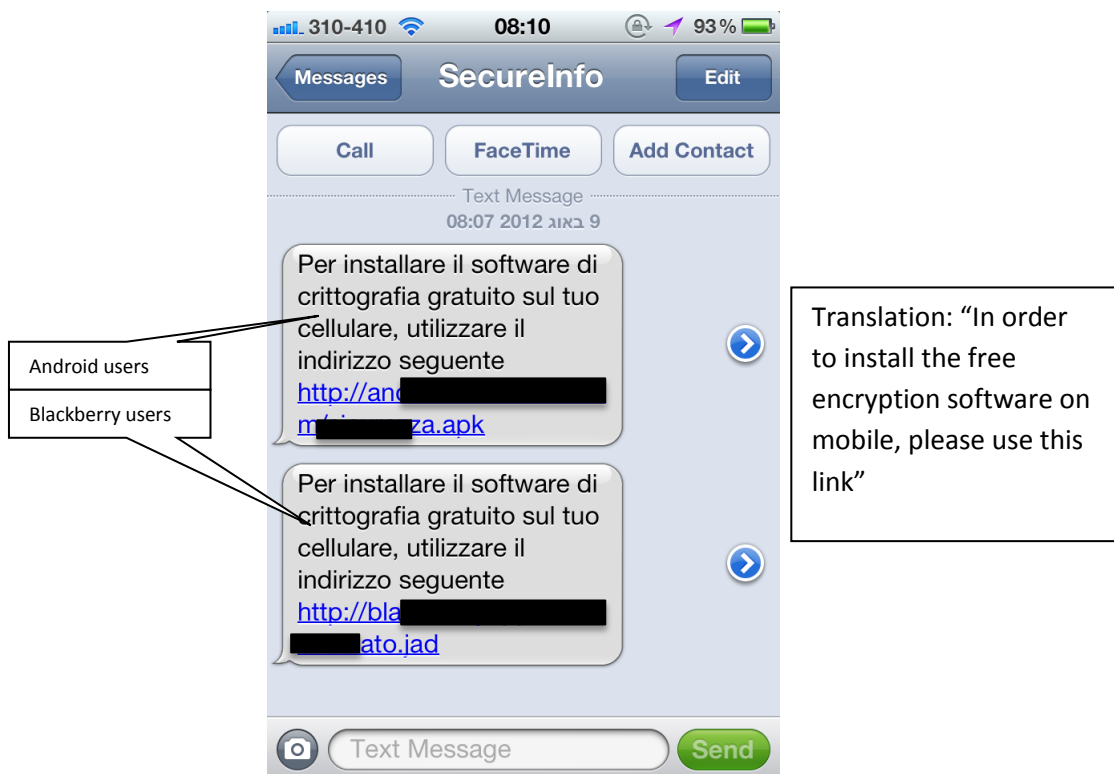 310-410 08:10 93%
Messages SecureInfo Edit
Call FaceTime Add Contact
Text Message
9 באוג 2012 08:07
Per installare il software di
crittografia gratuito sul tuo
cellulare, utilizzare il
indirizzo seguente
http://and
m/ za.apk
Per installare il software di
crittografia gratuito sul tuo
cellulare, utilizzare il
indirizzo seguente
http://bla
ato.jad
Text Message Send
Android users
Blackberry users
Translation: “In order
to install the free
encryption software on
mobile, please use this
link”